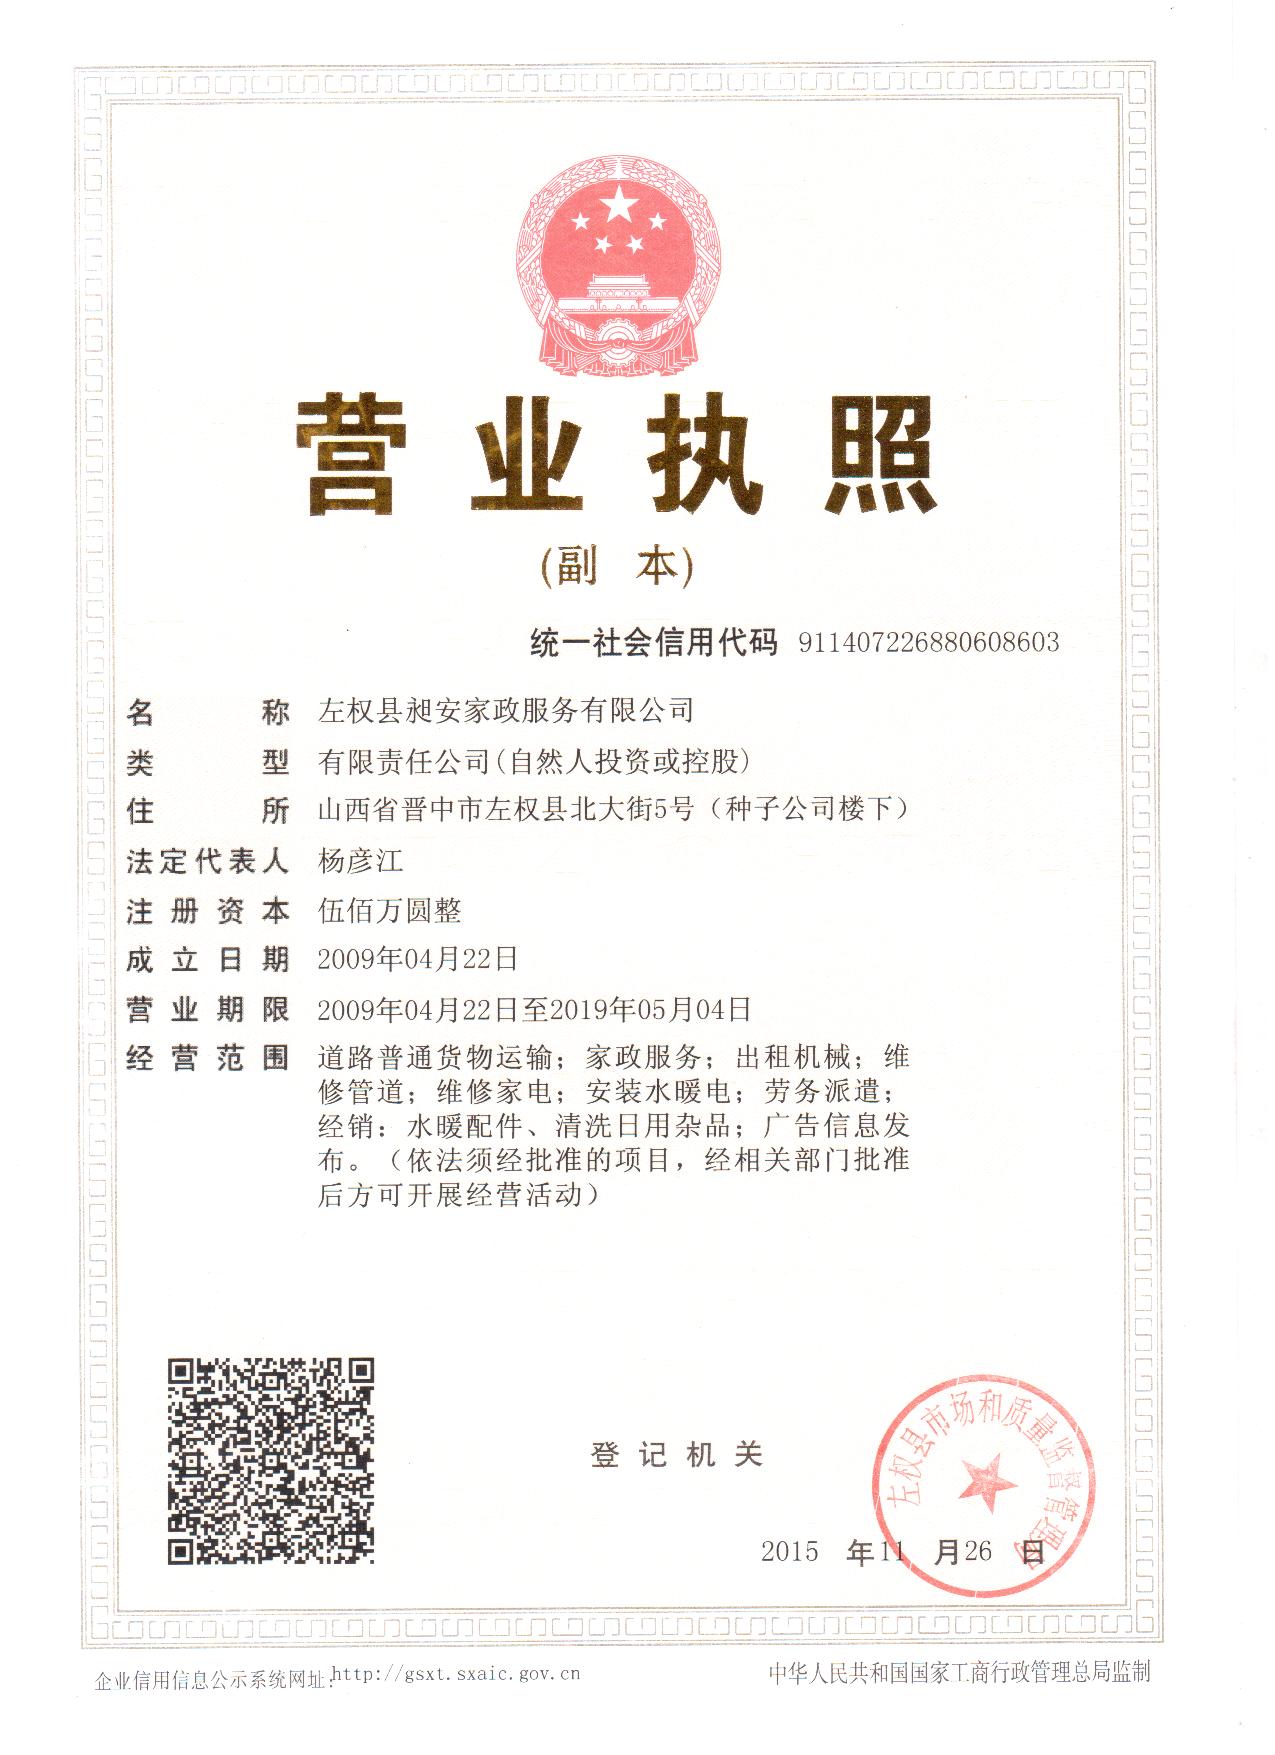 营业执照
(副 本)
统一社会信用代码 911407226880608603
名 称 左权县昶安家政服务有限公司
类 型 有限责任公司(自然人投资或控股)
住 所 山西省晋中市左权县北大街5号（种子公司楼下）
法定代表人 杨彦江
注册资本 伍佰万圆整
成立日期 2009年04月22日
营业期限 2009年04月22日至2019年05月04日
经营范围 道路普通货物运输；家政服务；出租机械；维
修管道；维修家电；安装水暖电；劳务派遣；
经销：水暖配件、清洗日用杂品；广告信息发
布。（依法须经批准的项目，经相关部门批准
后方可开展经营活动）
登记机关
左权县市场和质量监督管理局
2015 年11 月26 日
企业信用信息公示系统网址:http://gsxt.sxaic.gov.cn
中华人民共和国国家工商行政管理总局监制